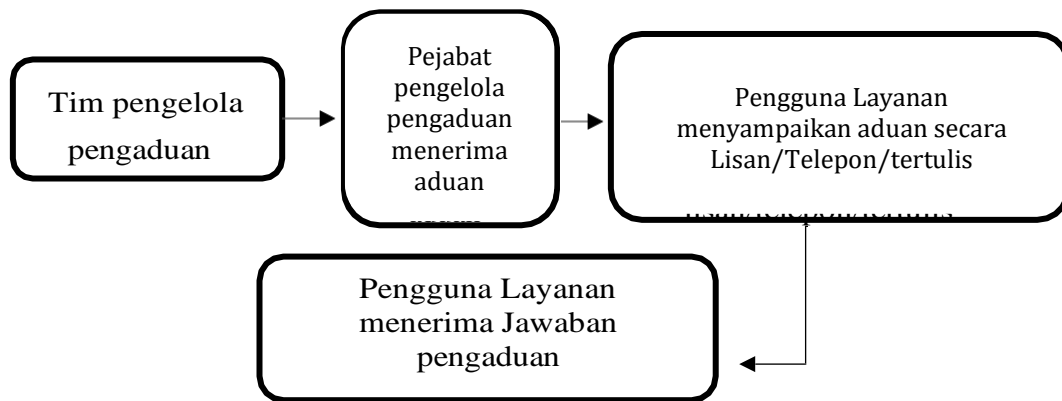 Tim pengelola
pengaduan
Pejabat
pengelola
pengaduan
menerima
aduan
Pengguna Layanan
menyampaikan aduan secara
Lisan/Telepon/tertulis
Pengguna Layanan
menerima Jawaban
pengaduan